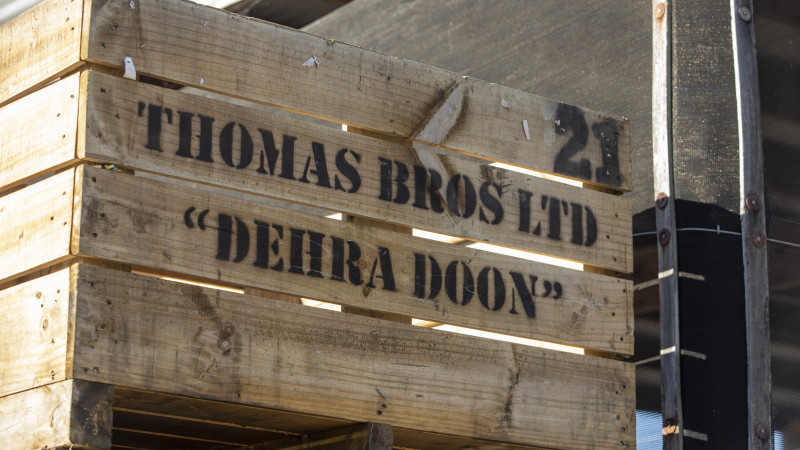 21
THOMAS BROS LTD
“DEHRA DOON”